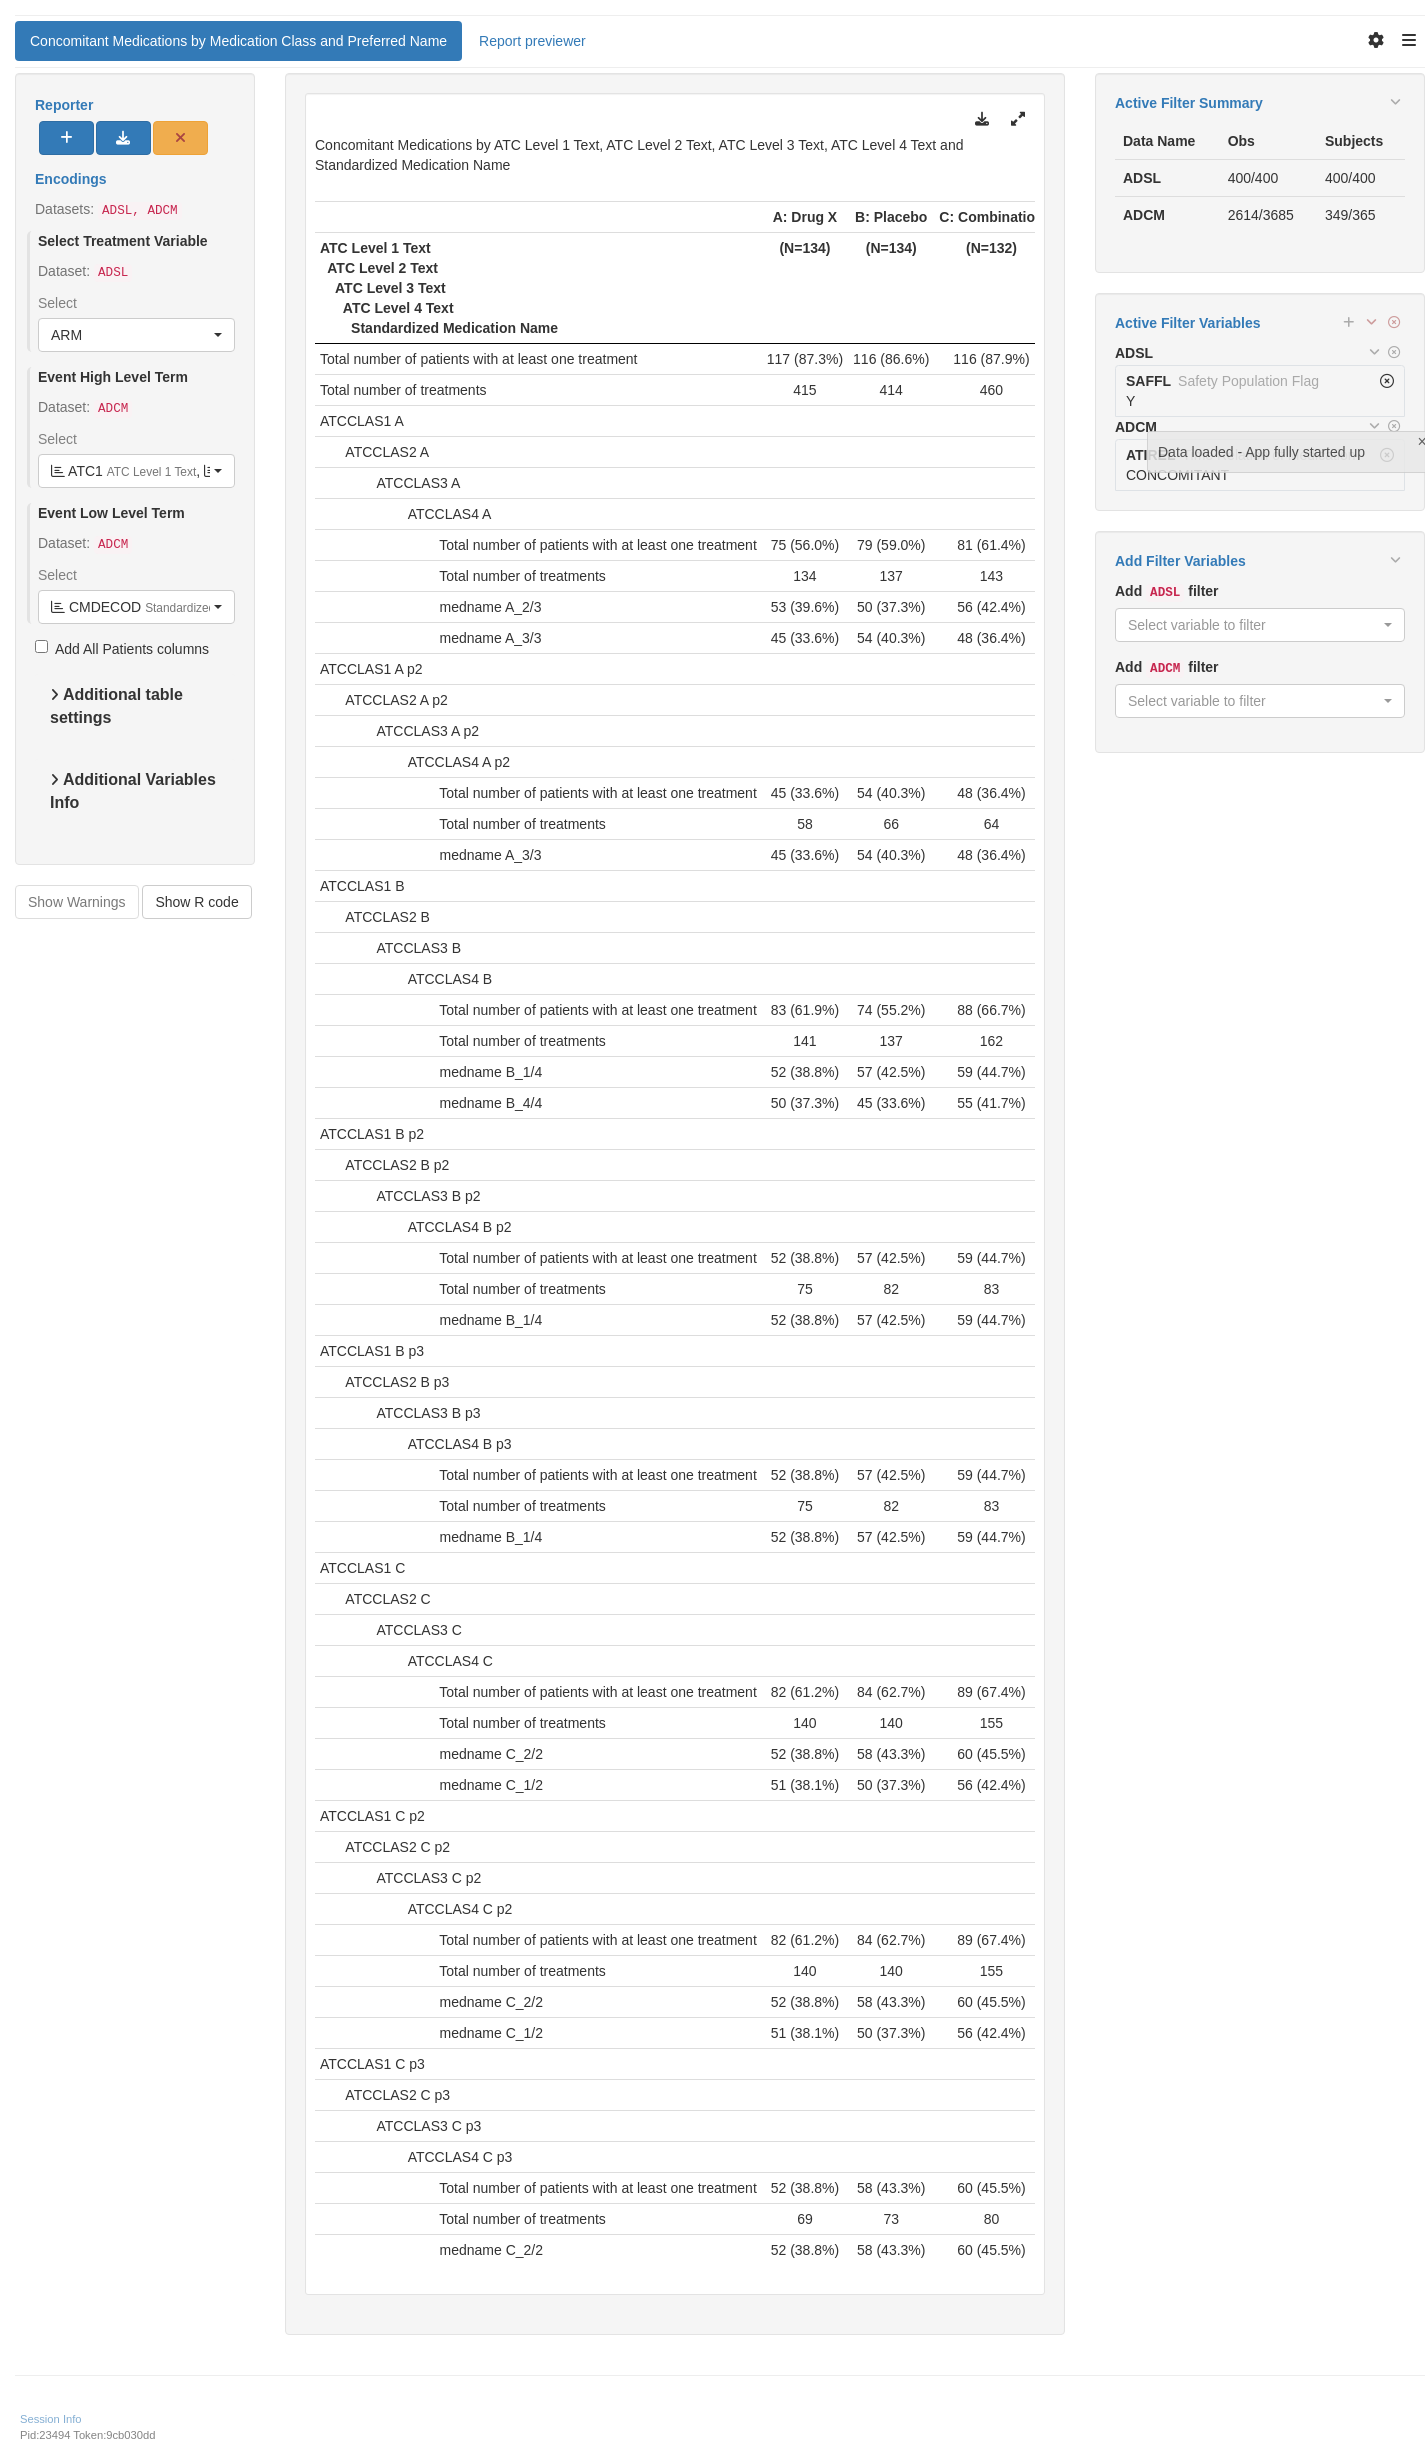 Concomitant Medications by Medication Class and Preferred Name
Report previewer
Reporter
Encodings
Datasets: ADSL, ADCM
Select Treatment Variable
Dataset: ADSL
Select
ARM
Event High Level Term
Dataset: ADCM
Select
ATC1 ATC Level 1 Text,
Event Low Level Term
Dataset: ADCM
Select
CMDECOD Standardized
Add All Patients columns
Additional table
settings
Additional Variables
Info
Show Warnings Show R code
Concomitant Medications by ATC Level 1 Text, ATC Level 2 Text, ATC Level 3 Text, ATC Level 4 Text and
Standardized Medication Name
A: Drug X B: Placebo C: Combinatio
ATC Level 1 Text (N=134) (N=134) (N=132)
ATC Level 2 Text
ATC Level 3 Text
ATC Level 4 Text
Standardized Medication Name
Total number of patients with at least one treatment 117 (87.3%) 116 (86.6%) 116 (87.9%)
Total number of treatments 415 414 460
ATCCLAS1 A
ATCCLAS2 A
ATCCLAS3 A
ATCCLAS4 A
Total number of patients with at least one treatment 75 (56.0%) 79 (59.0%) 81 (61.4%)
Total number of treatments 134 137 143
medname A_2/3 53 (39.6%) 50 (37.3%) 56 (42.4%)
medname A_3/3 45 (33.6%) 54 (40.3%) 48 (36.4%)
ATCCLAS1 A p2
ATCCLAS2 A p2
ATCCLAS3 A p2
ATCCLAS4 A p2
Total number of patients with at least one treatment 45 (33.6%) 54 (40.3%) 48 (36.4%)
Total number of treatments 58 66 64
medname A_3/3 45 (33.6%) 54 (40.3%) 48 (36.4%)
ATCCLAS1 B
ATCCLAS2 B
ATCCLAS3 B
ATCCLAS4 B
Total number of patients with at least one treatment 83 (61.9%) 74 (55.2%) 88 (66.7%)
Total number of treatments 141 137 162
medname B_1/4 52 (38.8%) 57 (42.5%) 59 (44.7%)
medname B_4/4 50 (37.3%) 45 (33.6%) 55 (41.7%)
ATCCLAS1 B p2
ATCCLAS2 B p2
ATCCLAS3 B p2
ATCCLAS4 B p2
Total number of patients with at least one treatment 52 (38.8%) 57 (42.5%) 59 (44.7%)
Total number of treatments 75 82 83
medname B_1/4 52 (38.8%) 57 (42.5%) 59 (44.7%)
ATCCLAS1 B p3
ATCCLAS2 B p3
ATCCLAS3 B p3
ATCCLAS4 B p3
Total number of patients with at least one treatment 52 (38.8%) 57 (42.5%) 59 (44.7%)
Total number of treatments 75 82 83
medname B_1/4 52 (38.8%) 57 (42.5%) 59 (44.7%)
ATCCLAS1 C
ATCCLAS2 C
ATCCLAS3 C
ATCCLAS4 C
Total number of patients with at least one treatment 82 (61.2%) 84 (62.7%) 89 (67.4%)
Total number of treatments 140 140 155
medname C_2/2 52 (38.8%) 58 (43.3%) 60 (45.5%)
medname C_1/2 51 (38.1%) 50 (37.3%) 56 (42.4%)
ATCCLAS1 C p2
ATCCLAS2 C p2
ATCCLAS3 C p2
ATCCLAS4 C p2
Total number of patients with at least one treatment 82 (61.2%) 84 (62.7%) 89 (67.4%)
Total number of treatments 140 140 155
medname C_2/2 52 (38.8%) 58 (43.3%) 60 (45.5%)
medname C_1/2 51 (38.1%) 50 (37.3%) 56 (42.4%)
ATCCLAS1 C p3
ATCCLAS2 C p3
ATCCLAS3 C p3
ATCCLAS4 C p3
Total number of patients with at least one treatment 52 (38.8%) 58 (43.3%) 60 (45.5%)
Total number of treatments 69 73 80
medname C_2/2 52 (38.8%) 58 (43.3%) 60 (45.5%)
Active Filter Summary
Data Name Obs Subjects
ADSL 400/400 400/400
ADCM 2614/3685 349/365
Active Filter Variables
ADSL
SAFFL Safety Population Flag
Y
ADCM
Data loaded - App fully started up
CONCOMITANT
Add Filter Variables
Add ADSL filter
Select variable to filter
Add ADCM filter
Select variable to filter
Session Info
Pid:23494 Token:9cb030dd